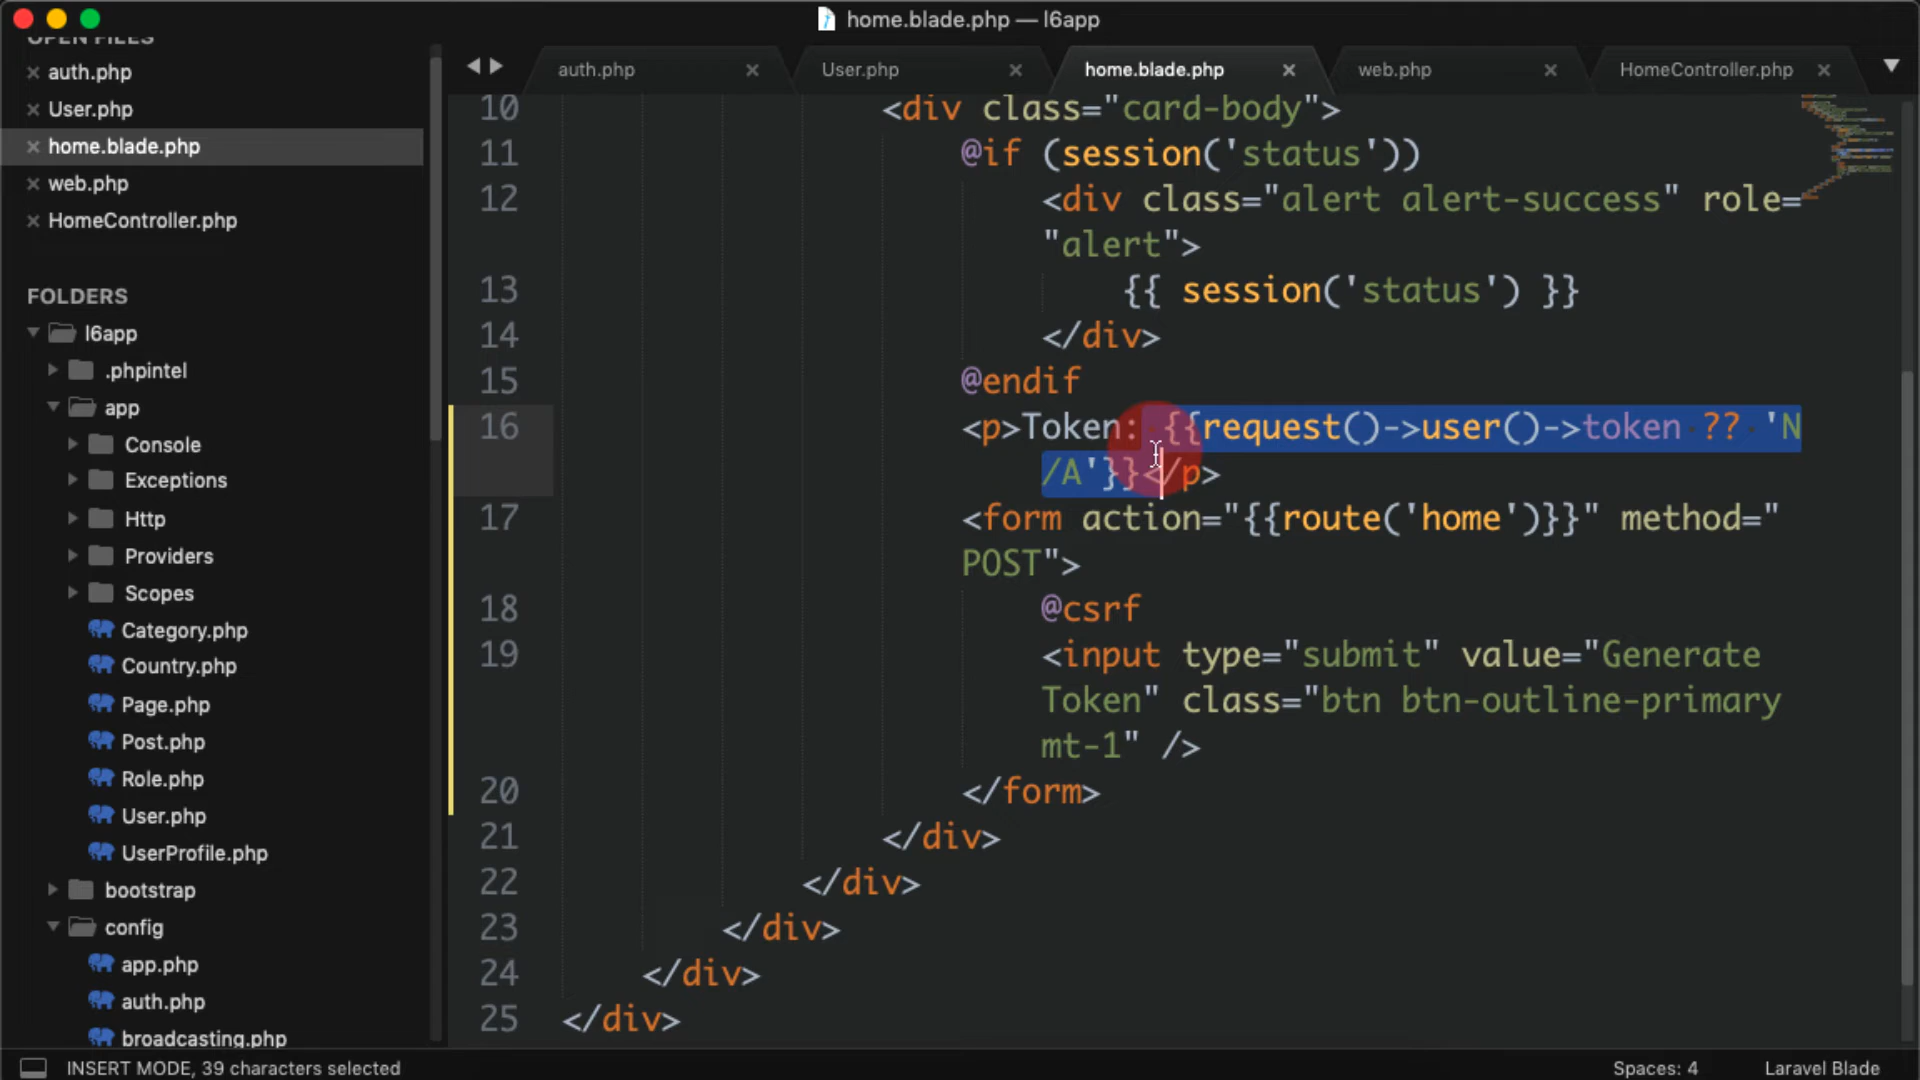 home.blade.php — l6app
OPEN FILES
auth.php
User.php
home.blade.php
web.php
HomeController.php
FOLDERS
l6app
.phpintel
app
Console
Exceptions
Http
Providers
Scopes
Category.php
Country.php
Page.php
Post.php
Role.php
User.php
UserProfile.php
bootstrap
config
app.php
auth.php
broadcasting.php
auth.php
User.php
home.blade.php
web.php
HomeController.php
10 <div class="card-body">
11 @if (session('status'))
12 <div class="alert alert-success" role=
"alert">
13 {{ session('status') }}
14 </div>
15 @endif
16 <p>Token: {{request()->user()->token ?? 'N
/A'}}</p>
17 <form action="{{route('home')}}" method="
POST">
18 @csrf
19 <input type="submit" value="Generate
Token" class="btn btn-outline-primary
mt-1" />
20 </form>
21 </div>
22 </div>
23 </div>
24 </div>
25 </div>
INSERT MODE, 39 characters selected
Spaces: 4
Laravel Blade